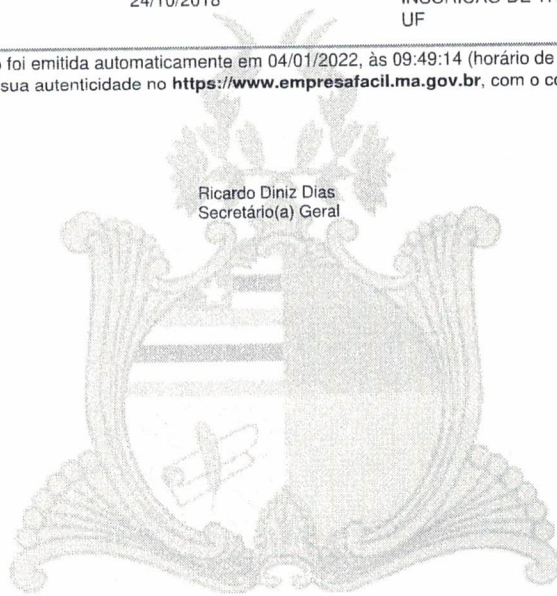 24/10/2018
UF
foi emitida automaticamente em 04/01/2022, às 09:49:14 (horário de
sua autenticidade no https://www.empresafacil.ma.gov.br, com o
Ricardo Diniz Dias
Secretário(a) Geral